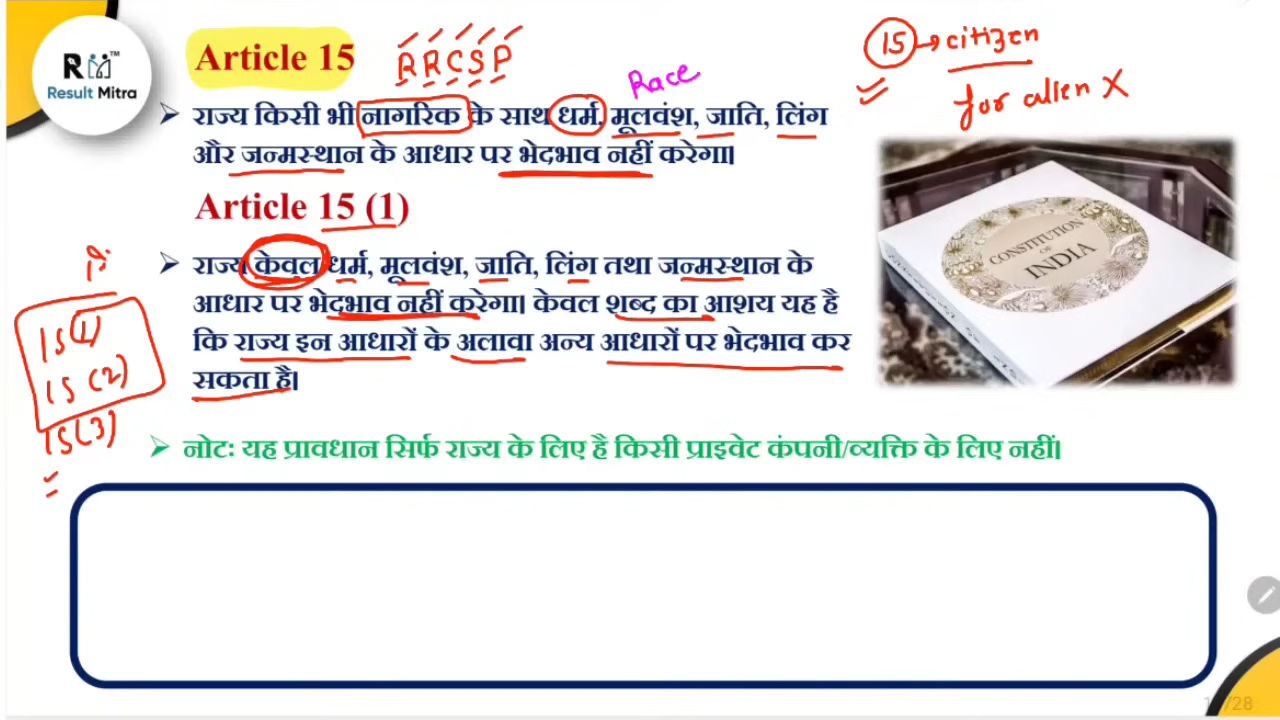 RM™
Result Mitra
Article 15
R R C S P
Race
15 → citizen
for alien X
➢ राज्य किसी भी नागरिक के साथ धर्म, मूलवंश, जाति, लिंग
और जन्मस्थान के आधार पर भेदभाव नहीं करेगा।
CONSTITUTION
OF
INDIA
Article 15 (1)
➢ राज्य केवल धर्म, मूलवंश, जाति, लिंग तथा जन्मस्थान के
आधार पर भेदभाव नहीं करेगा। केवल शब्द का आशय यह है
कि राज्य इन आधारों के अलावा अन्य आधारों पर भेदभाव कर
सकता है।
15(1)
15(2)
15(3)
➢ नोटः यह प्रावधान सिर्फ राज्य के लिए है किसी प्राइवेट कंपनी/व्यक्ति के लिए नहीं।
/28